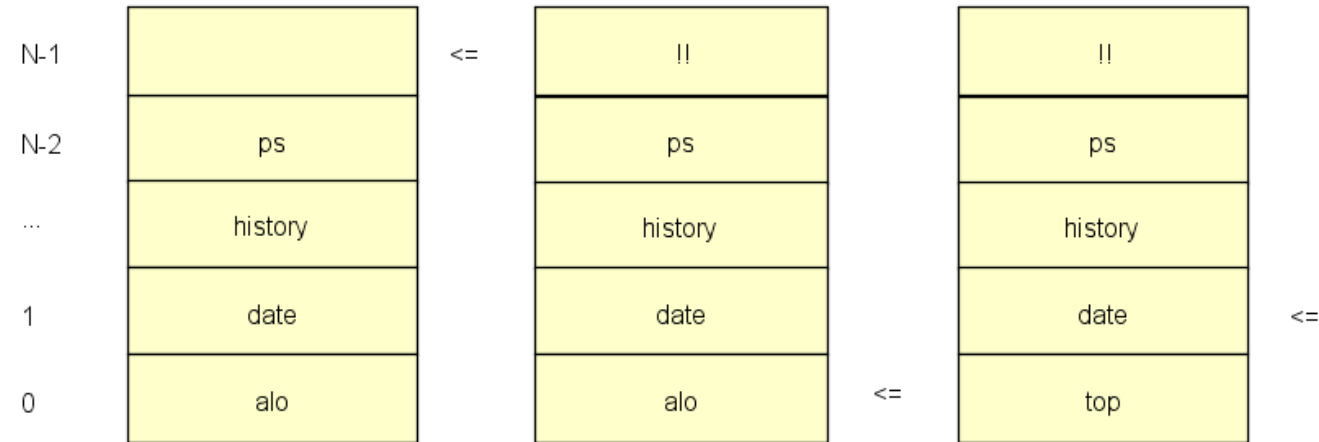 N-1 <= !! !!
N-2 ps ps ps
... history history history
1 date date date <=
0 alo alo <= top